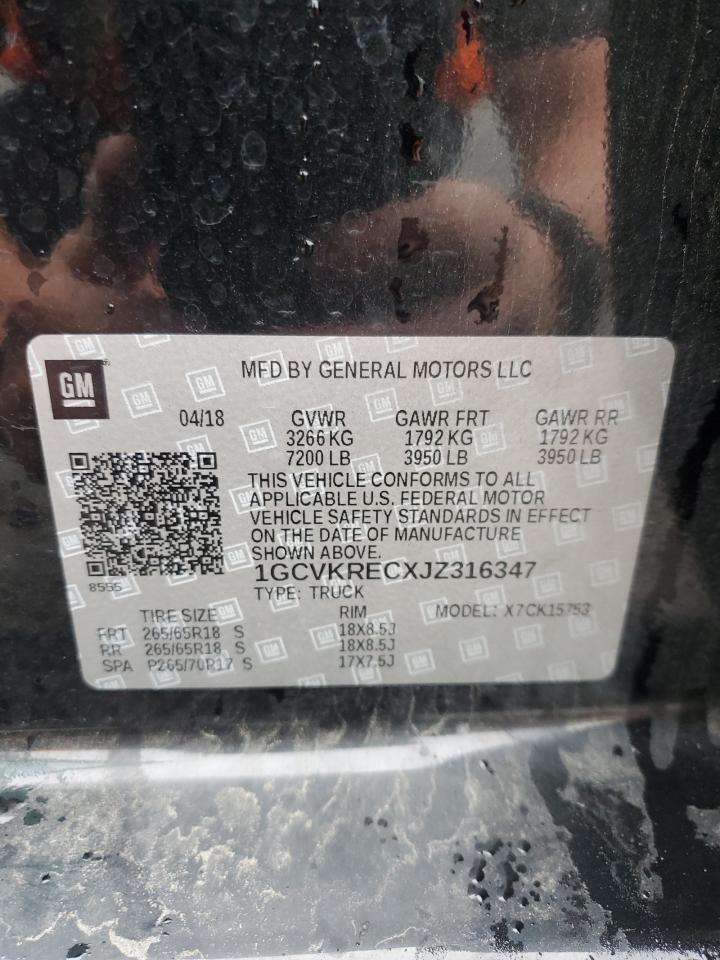 GM
MFD BY GENERAL MOTORS LLC
04/18 GVWR GAWR FRT GAWR RR
3266 KG 1792 KG 1792 KG
7200 LB 3950 LB 3950 LB
THIS VEHICLE CONFORMS TO ALL
APPLICABLE U.S. FEDERAL MOTOR
VEHICLE SAFETY STANDARDS IN EFFECT
ON THE DATE OF MANUFACTURE
SHOWN ABOVE.
1GCVKRECXJZ316347
8555
TYPE: TRUCK
TIRE SIZE RIM MODEL: X7CK15753
FRT 265/65R18 S 18X8.5J
RR 265/65R18 S 18X8.5J
SPA P265/70R17 S 17X7.5J